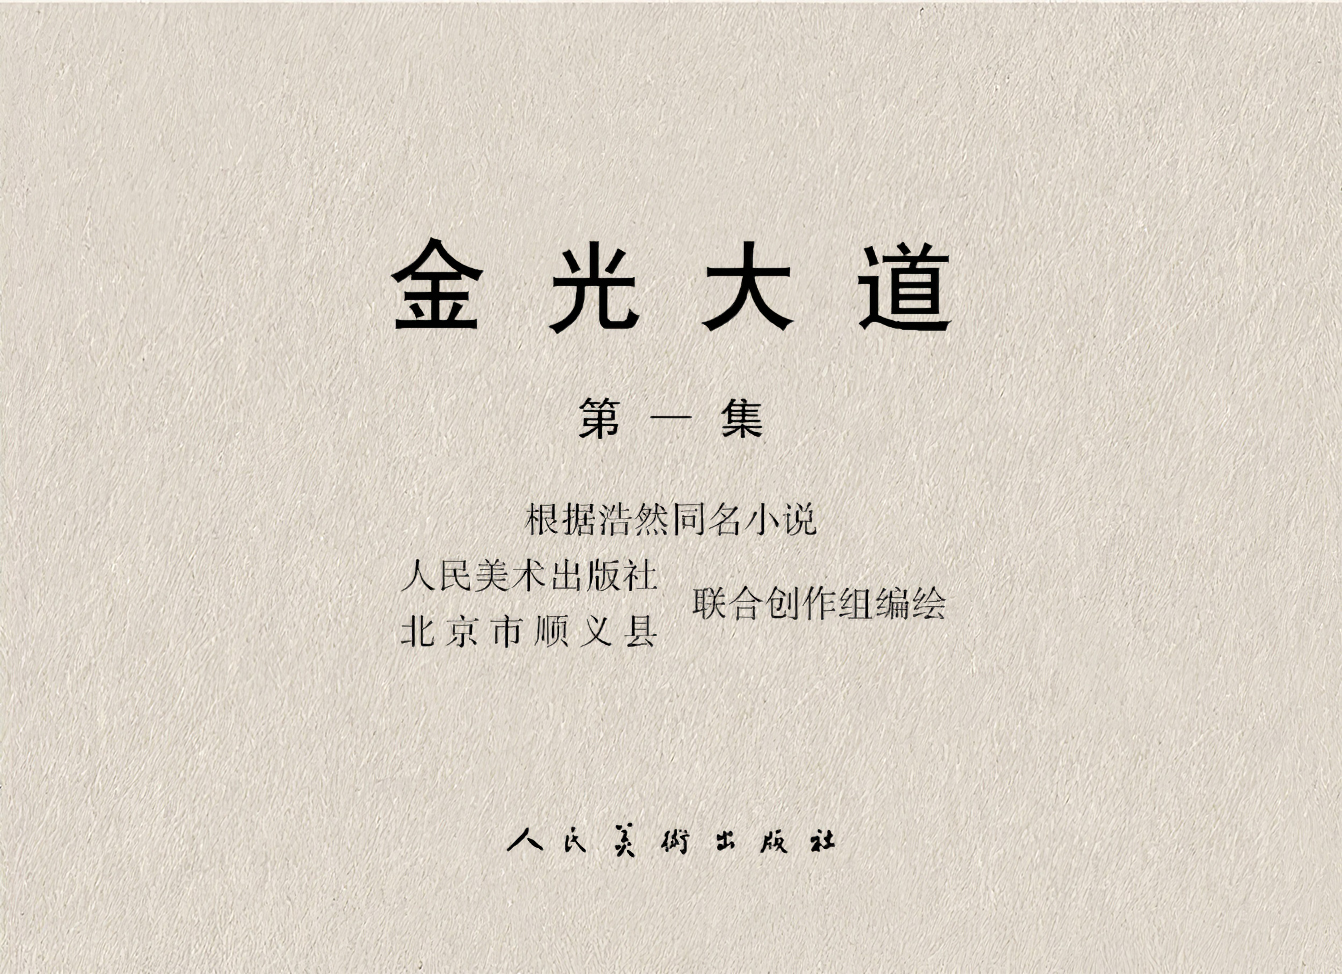 金光大道
第一集
根据浩然同名小说
人民美术出版社
北京市顺义县
联合创作组编绘
人民美術出版社